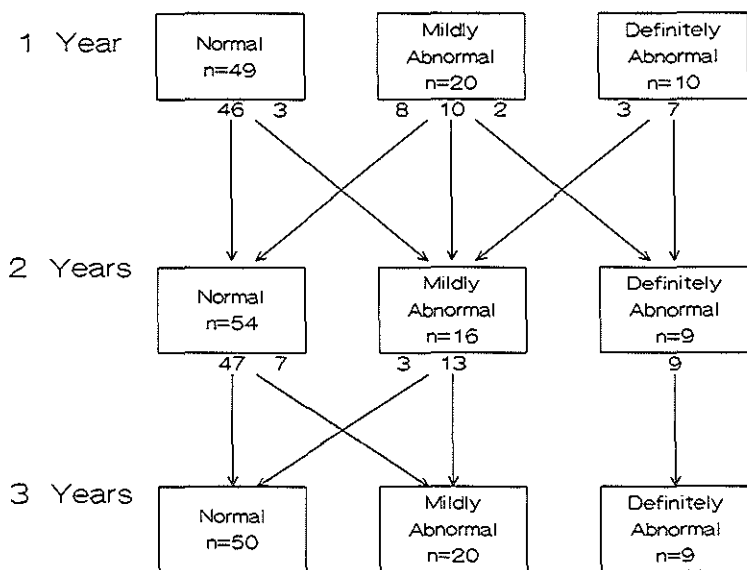 1 Year
Normal
n=49
Mildly
Abnormal
n=20
Definitely
Abnormal
n=10
46 3
8 10 2
3 7
2 Years
Normal
n=54
Mildly
Abnormal
n=16
Definitely
Abnormal
n=9
47 7
3 13
9
3 Years
Normal
n=50
Mildly
Abnormal
n=20
Definitely
Abnormal
n=9